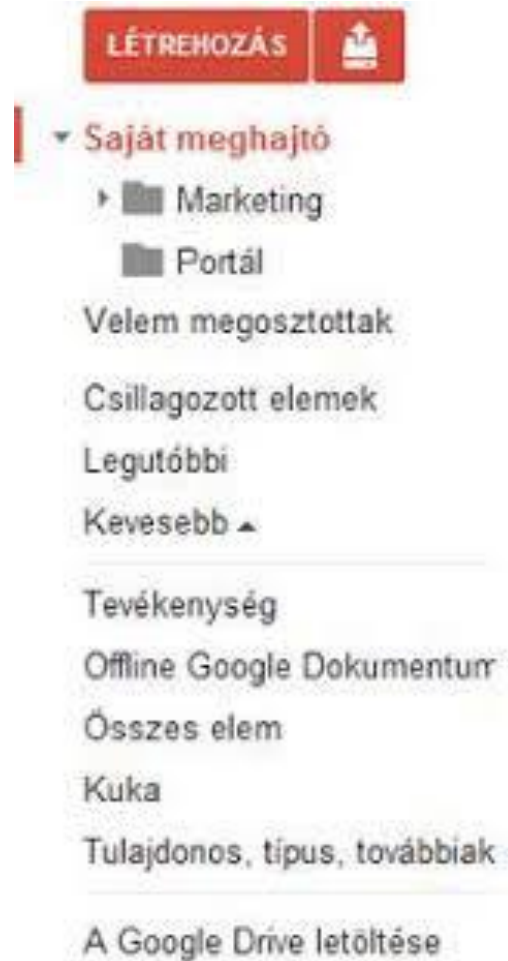 LÉTREHOZÁS
Saját meghajtó
Marketing
Portál
Velem megosztottak
Csillagozott elemek
Legutóbbi
Kevesebb
Tevékenység
Offline Google Dokumentum
Összes elem
Kuka
Tulajdonos, típus, továbbiak
A Google Drive letöltése